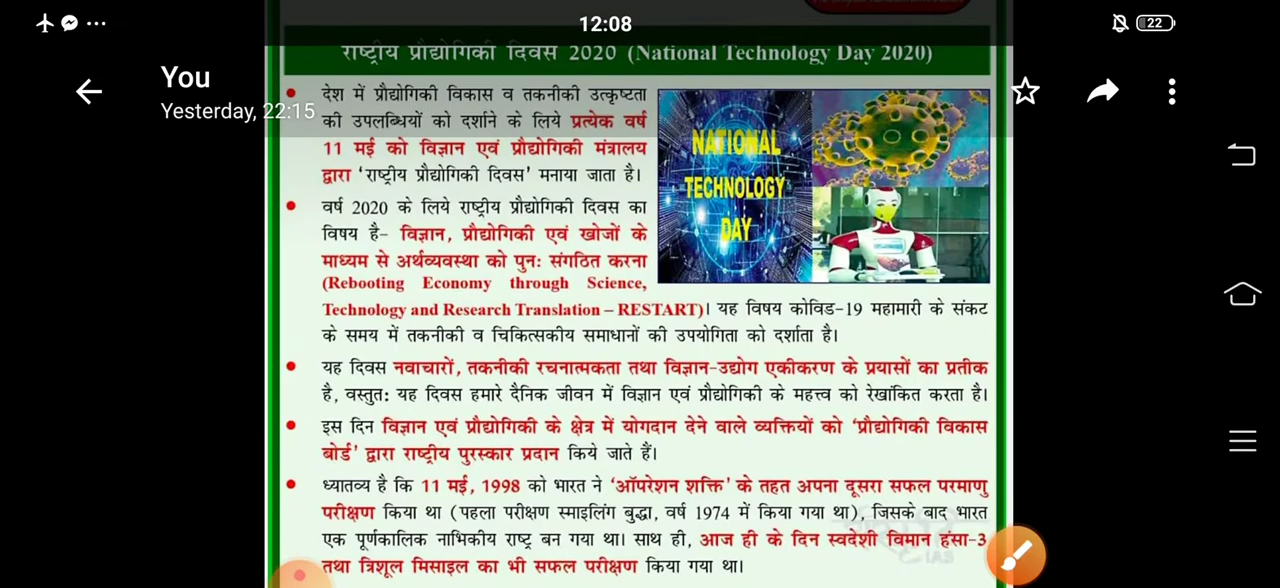 12:08
22
You
Yesterday, 22:15
राष्ट्रीय प्रौद्योगिकी दिवस 2020 (National Technology Day 2020)
देश में प्रौद्योगिकी विकास व तकनीकी उत्कृष्टता
की उपलब्धियों को दर्शाने के लिये प्रत्येक वर्ष
11 मई को विज्ञान एवं प्रौद्योगिकी मंत्रालय
द्वारा ‘राष्ट्रीय प्रौद्योगिकी दिवस’ मनाया जाता है।
NATIONAL
TECHNOLOGY
DAY
वर्ष 2020 के लिये राष्ट्रीय प्रौद्योगिकी दिवस का
विषय है- विज्ञान, प्रौद्योगिकी एवं खोजों के
माध्यम से अर्थव्यवस्था को पुनः संगठित करना
(Rebooting Economy through Science,
Technology and Research Translation – RESTART)। यह विषय कोविड-19 महामारी के संकट
के समय में तकनीकी व चिकित्सकीय समाधानों की उपयोगिता को दर्शाता है।
यह दिवस नवाचारों, तकनीकी रचनात्मकता तथा विज्ञान-उद्योग एकीकरण के प्रयासों का प्रतीक
है, वस्तुतः यह दिवस हमारे दैनिक जीवन में विज्ञान एवं प्रौद्योगिकी के महत्त्व को रेखांकित करता है।
इस दिन विज्ञान एवं प्रौद्योगिकी के क्षेत्र में योगदान देने वाले व्यक्तियों को ‘प्रौद्योगिकी विकास
बोर्ड’ द्वारा राष्ट्रीय पुरस्कार प्रदान किये जाते हैं।
ध्यातव्य है कि 11 मई, 1998 को भारत ने ‘ऑपरेशन शक्ति’ के तहत अपना दूसरा सफल परमाणु
परीक्षण किया था (पहला परीक्षण स्माइलिंग बुद्धा, वर्ष 1974 में किया गया था), जिसके बाद भारत
एक पूर्णकालिक नाभिकीय राष्ट्र बन गया था। साथ ही, आज ही के दिन स्वदेशी विमान हंसा-3
तथा त्रिशूल मिसाइल का भी सफल परीक्षण किया गया था।
IAS